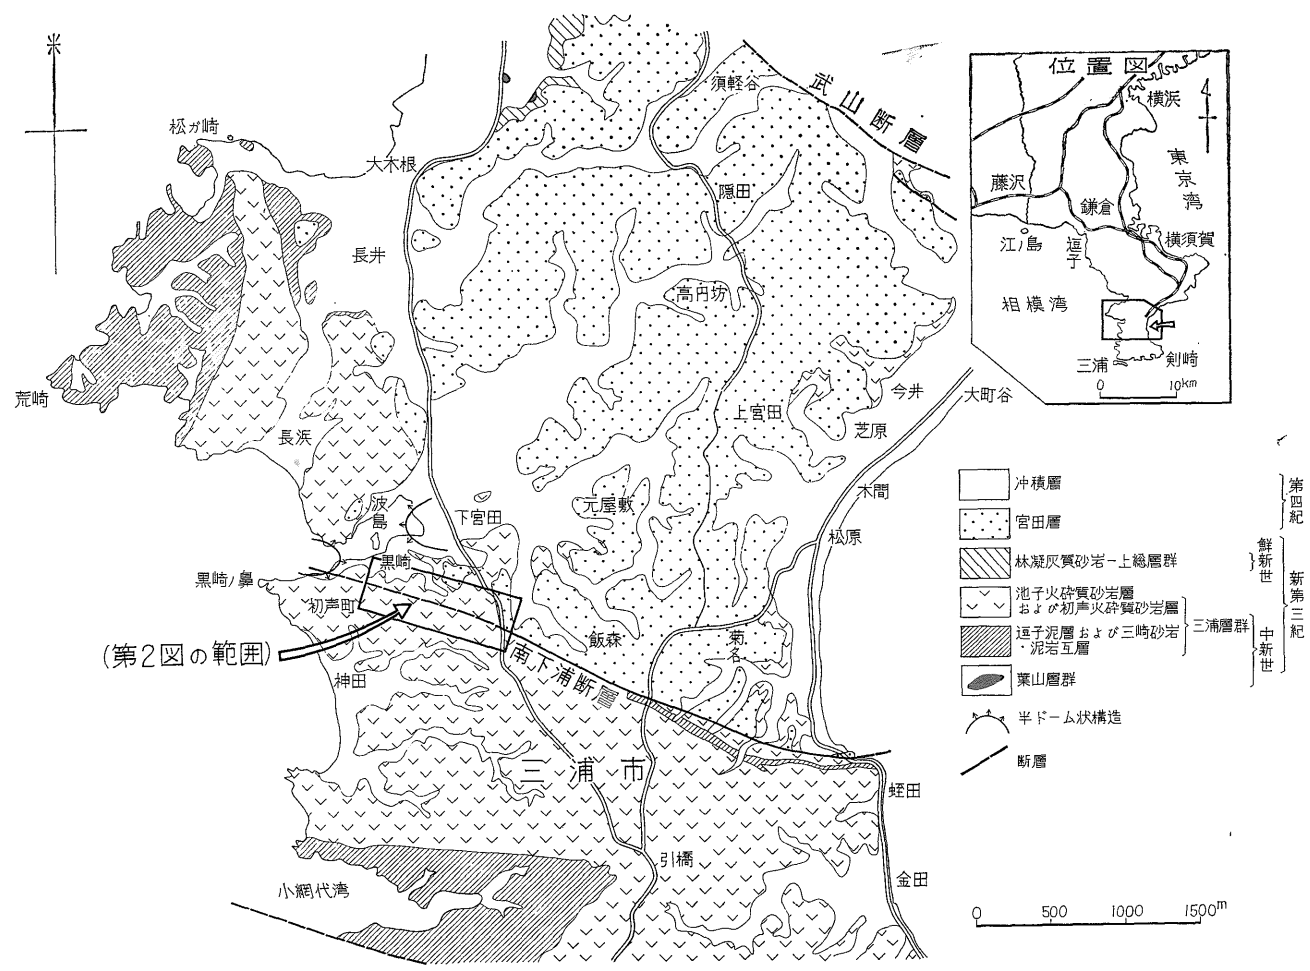 位置図
横浜
東京湾
藤沢
鎌倉
江ノ島
逗子
横須賀
相模湾
三浦
剣崎
0 10km
武山断層
須軽谷
松ガ崎
大木根
隠田
長井
高円坊
荒崎
今井
大町谷
上宮田
芝原
長浜
木間
波島
下宮田
元屋敷
松原
黒崎
黒崎ノ鼻
初声町
(第2図の範囲)
飯森
菊名
南下浦断層
神田
三浦市
蛭田
引橋
金田
小網代湾
冲積層
宮田層
林凝灰質砂岩-上総層群
池子火砕質砂岩層
および初声火砕質砂岩層
逗子泥層および三崎砂岩
・泥岩互層
葉山層群
半ドーム状構造
断層
三浦層群
第四紀
鮮新世
中新世
新第三紀
0 500 1000 1500m